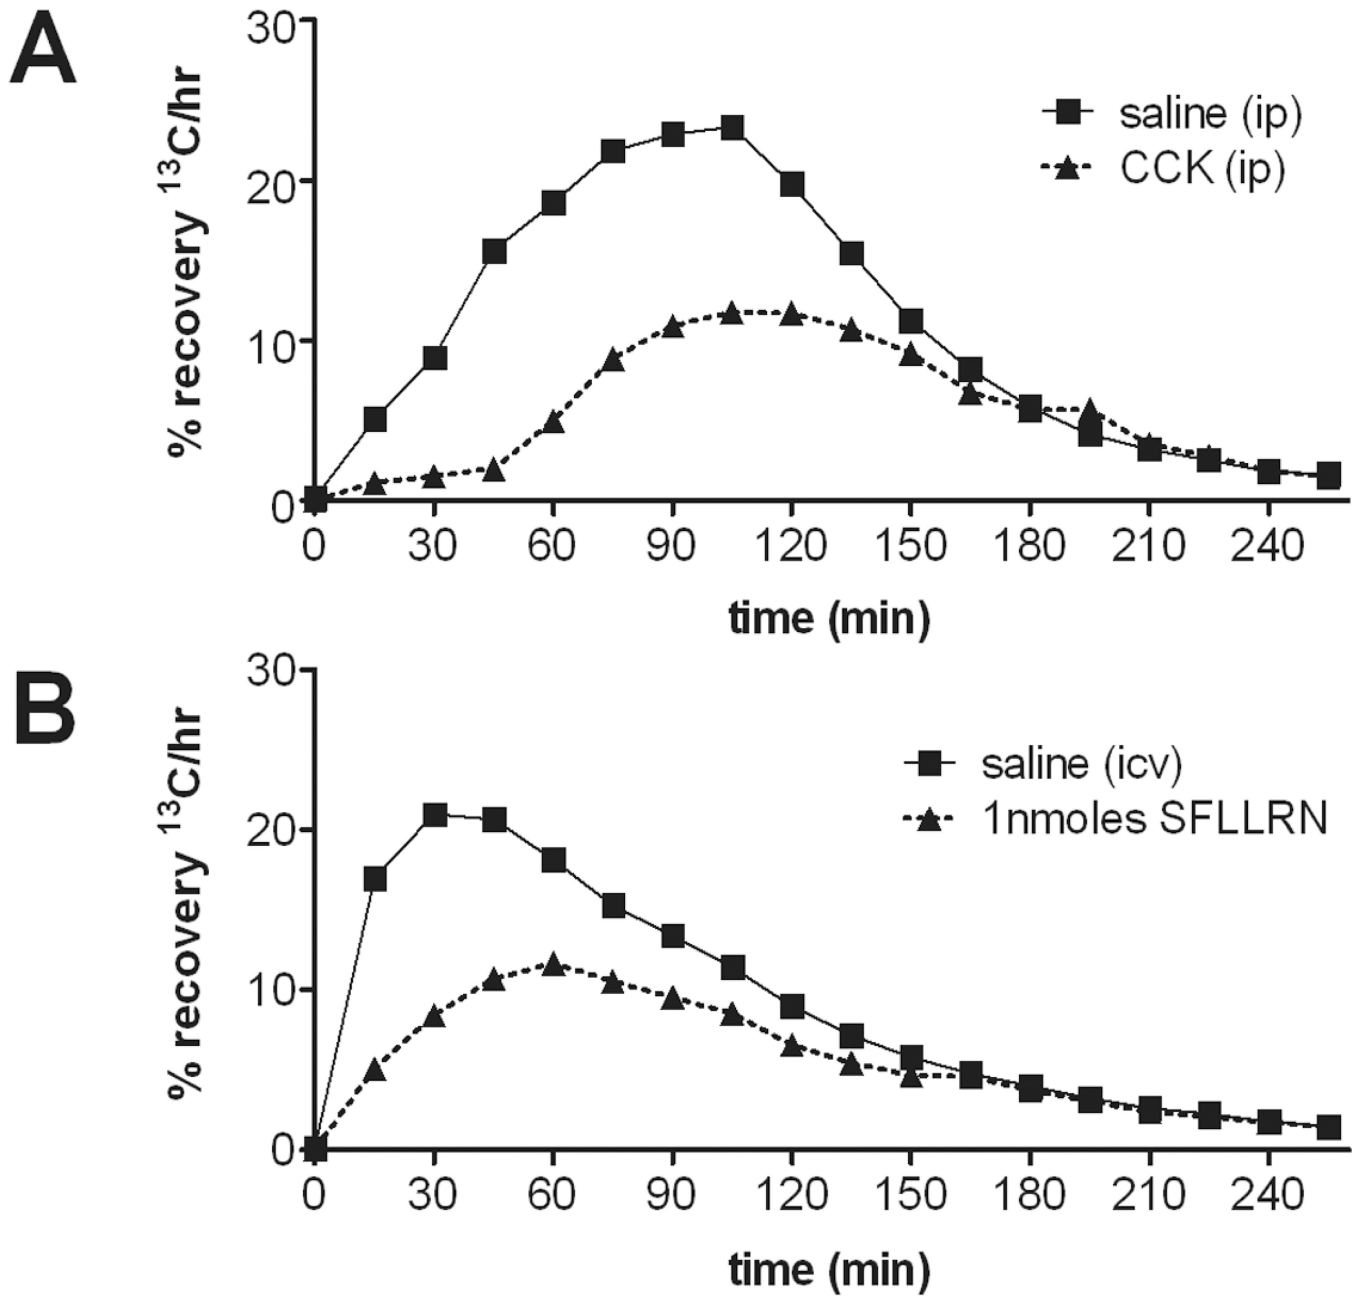 A
% recovery ¹³C/hr
30
20
10
0
saline (ip)
CCK (ip)
0 30 60 90 120 150 180 210 240
time (min)
B
% recovery ¹³C/hr
30
20
10
0
saline (icv)
1nmoles SFLLRN
0 30 60 90 120 150 180 210 240
time (min)